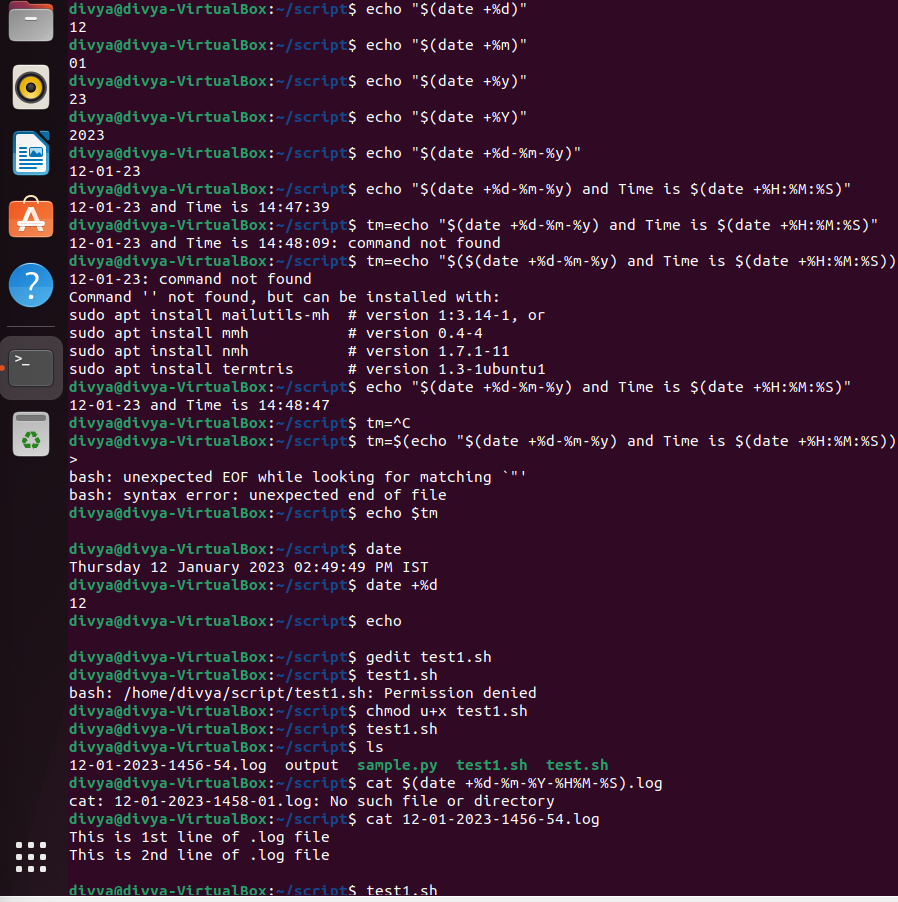 divya@divya-VirtualBox:~/script$ echo "$(date +%d)"
12
divya@divya-VirtualBox:~/script$ echo "$(date +%m)"
01
divya@divya-VirtualBox:~/script$ echo "$(date +%y)"
23
divya@divya-VirtualBox:~/script$ echo "$(date +%Y)"
2023
divya@divya-VirtualBox:~/script$ echo "$(date +%d-%m-%y)"
12-01-23
divya@divya-VirtualBox:~/script$ echo "$(date +%d-%m-%y) and Time is $(date +%H:%M:%S)"
12-01-23 and Time is 14:47:39
divya@divya-VirtualBox:~/script$ tm=echo "$(date +%d-%m-%y) and Time is $(date +%H:%M:%S)"
12-01-23 and Time is 14:48:09: command not found
divya@divya-VirtualBox:~/script$ tm=echo "$($(date +%d-%m-%y) and Time is $(date +%H:%M:%S))
12-01-23: command not found
Command '' not found, but can be installed with:
sudo apt install mailutils-mh  # version 1:3.14-1, or
sudo apt install mmh           # version 0.4-4
sudo apt install nmh           # version 1.7.1-11
sudo apt install termtris      # version 1.3-1ubuntu1
divya@divya-VirtualBox:~/script$ echo "$(date +%d-%m-%y) and Time is $(date +%H:%M:%S)"
12-01-23 and Time is 14:48:47
divya@divya-VirtualBox:~/script$ tm=^C
divya@divya-VirtualBox:~/script$ tm=$(echo "$(date +%d-%m-%y) and Time is $(date +%H:%M:%S))
>
bash: unexpected EOF while looking for matching `"'
bash: syntax error: unexpected end of file
divya@divya-VirtualBox:~/script$ echo $tm
divya@divya-VirtualBox:~/script$ date
Thursday 12 January 2023 02:49:49 PM IST
divya@divya-VirtualBox:~/script$ date +%d
12
divya@divya-VirtualBox:~/script$ echo
divya@divya-VirtualBox:~/script$ gedit test1.sh
divya@divya-VirtualBox:~/script$ test1.sh
bash: /home/divya/script/test1.sh: Permission denied
divya@divya-VirtualBox:~/script$ chmod u+x test1.sh
divya@divya-VirtualBox:~/script$ test1.sh
divya@divya-VirtualBox:~/script$ ls
12-01-2023-1456-54.log  output  sample.py  test1.sh  test.sh
divya@divya-VirtualBox:~/script$ cat $(date +%d-%m-%Y-%H%M-%S).log
cat: 12-01-2023-1458-01.log: No such file or directory
divya@divya-VirtualBox:~/script$ cat 12-01-2023-1456-54.log
This is 1st line of .log file
This is 2nd line of .log file
divya@divya-VirtualBox:~/script$ test1.sh